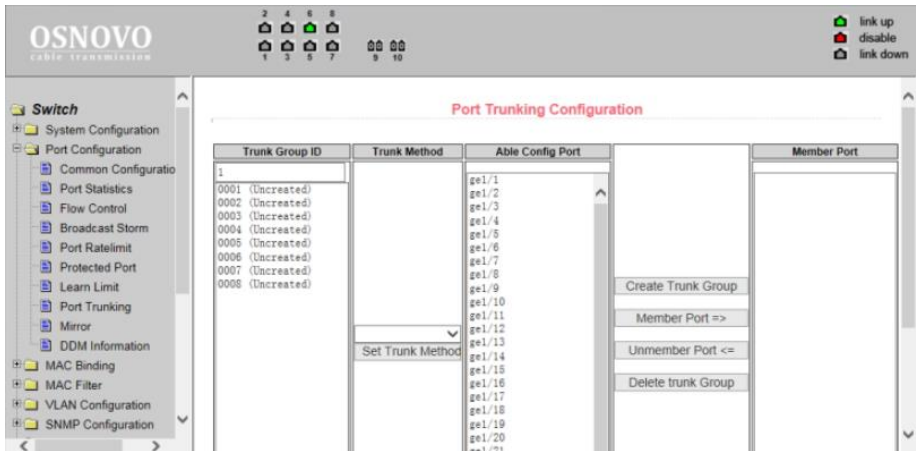 OSNOVO
cable transmission
2 4 6 8
1 3 5 7 9 10
link up
disable
link down
Switch
System Configuration
Port Configuration
Common Configuratio
Port Statistics
Flow Control
Broadcast Storm
Port Ratelimit
Protected Port
Learn Limit
Port Trunking
Mirror
DDM Information
MAC Binding
MAC Filter
VLAN Configuration
SNMP Configuration
Port Trunking Configuration
Trunk Group ID
1
0001 (Uncreated)
0002 (Uncreated)
0003 (Uncreated)
0004 (Uncreated)
0005 (Uncreated)
0006 (Uncreated)
0007 (Uncreated)
0008 (Uncreated)
Trunk Method
Set Trunk Method
Able Config Port
ge1/1
ge1/2
ge1/3
ge1/4
ge1/5
ge1/6
ge1/7
ge1/8
ge1/9
ge1/10
ge1/11
ge1/12
ge1/13
ge1/14
ge1/15
ge1/16
ge1/17
ge1/18
ge1/19
ge1/20
ge1/21
Create Trunk Group
Member Port =>
Unmember Port <=
Delete trunk Group
Member Port